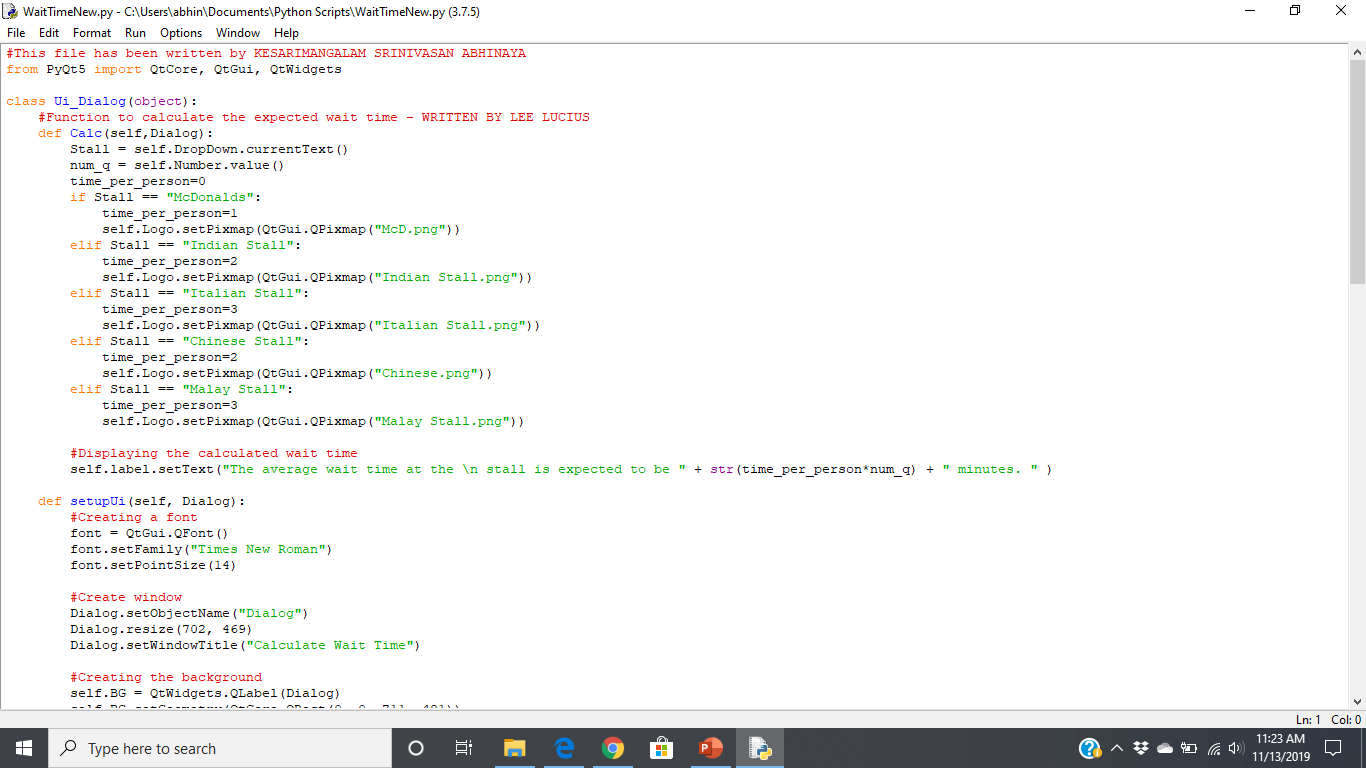 WaitTimeNew.py - C:\Users\abhin\Documents\Python Scripts\WaitTimeNew.py (3.7.5)
File Edit Format Run Options Window Help
#This file has been written by KESARIMANGALAM SRINIVASAN ABHINAYA
from PyQt5 import QtCore, QtGui, QtWidgets

class Ui_Dialog(object):
    #Function to calculate the expected wait time - WRITTEN BY LEE LUCIUS
    def Calc(self,Dialog):
        Stall = self.DropDown.currentText()
        num_q = self.Number.value()
        time_per_person=0
        if Stall == "McDonalds":
            time_per_person=1
            self.Logo.setPixmap(QtGui.QPixmap("McD.png"))
        elif Stall == "Indian Stall":
            time_per_person=2
            self.Logo.setPixmap(QtGui.QPixmap("Indian Stall.png"))
        elif Stall == "Italian Stall":
            time_per_person=3
            self.Logo.setPixmap(QtGui.QPixmap("Italian Stall.png"))
        elif Stall == "Chinese Stall":
            time_per_person=2
            self.Logo.setPixmap(QtGui.QPixmap("Chinese.png"))
        elif Stall == "Malay Stall":
            time_per_person=3
            self.Logo.setPixmap(QtGui.QPixmap("Malay Stall.png"))

        #Displaying the calculated wait time
        self.label.setText("The average wait time at the \n stall is expected to be " + str(time_per_person*num_q) + " minutes. " )

    def setupUi(self, Dialog):
        #Creating a font
        font = QtGui.QFont()
        font.setFamily("Times New Roman")
        font.setPointSize(14)

        #Create window
        Dialog.setObjectName("Dialog")
        Dialog.resize(702, 469)
        Dialog.setWindowTitle("Calculate Wait Time")

        #Creating the background
        self.BG = QtWidgets.QLabel(Dialog)
Ln: 1 Col: 0
Type here to search
11:23 AM
11/13/2019